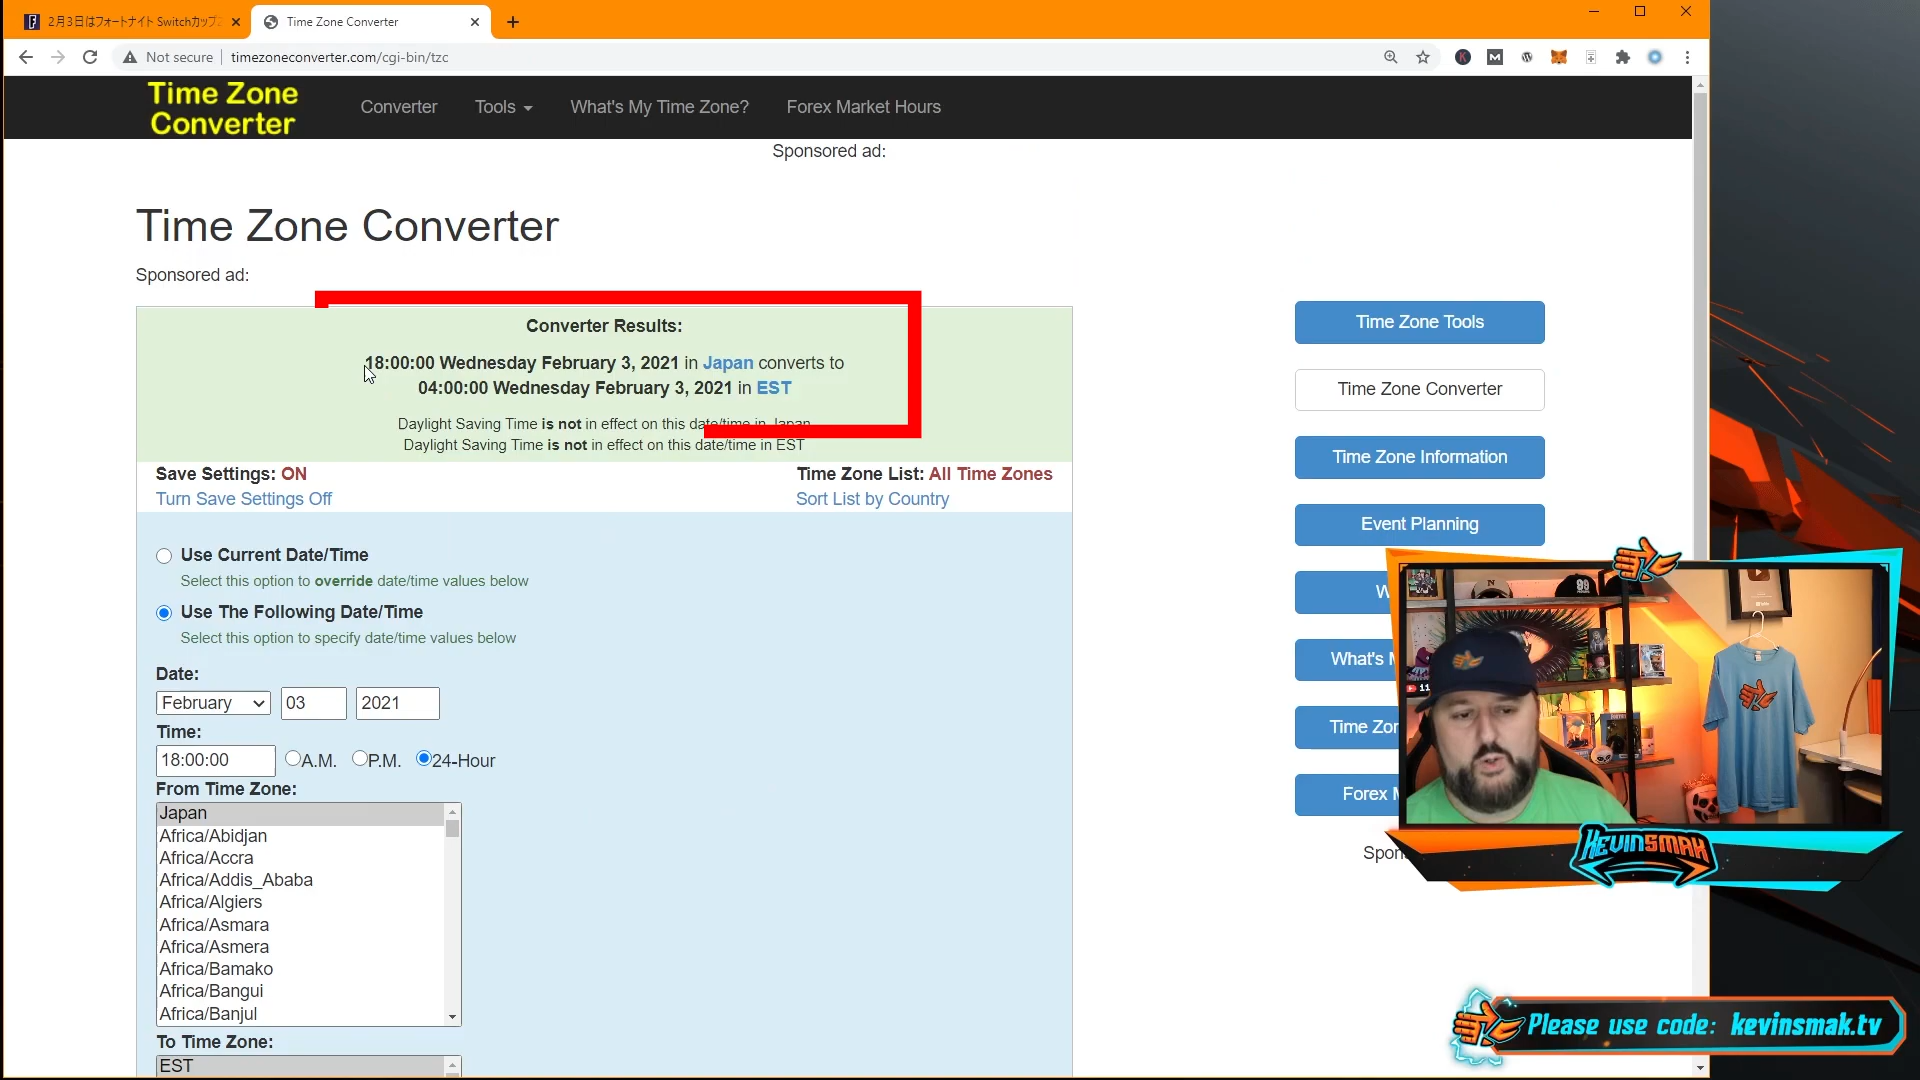 2月3日はフォートナイト Switchカップ
Time Zone Converter
Not secure
timezoneconverter.com/cgi-bin/tzc
Time Zone
Converter
Converter
Tools
What's My Time Zone?
Forex Market Hours
Sponsored ad:
Time Zone Converter
Sponsored ad:
Converter Results:
18:00:00 Wednesday February 3, 2021 in Japan converts to
04:00:00 Wednesday February 3, 2021 in EST
Daylight Saving Time is not in effect on this date/time in Japan
Daylight Saving Time is not in effect on this date/time in EST
Save Settings: ON
Turn Save Settings Off
Time Zone List: All Time Zones
Sort List by Country
Use Current Date/Time
Select this option to override date/time values below
Use The Following Date/Time
Select this option to specify date/time values below
Date:
February
03
2021
Time:
18:00:00
A.M.
P.M.
24-Hour
From Time Zone:
Japan
Africa/Abidjan
Africa/Accra
Africa/Addis_Ababa
Africa/Algiers
Africa/Asmara
Africa/Asmera
Africa/Bamako
Africa/Bangui
Africa/Banjul
To Time Zone:
EST
Time Zone Tools
Time Zone Converter
Time Zone Information
Event Planning
W
What's
Time Zon
Forex
Spon
99
11
KEVINSMAK
Please use code: kevinsmak.tv